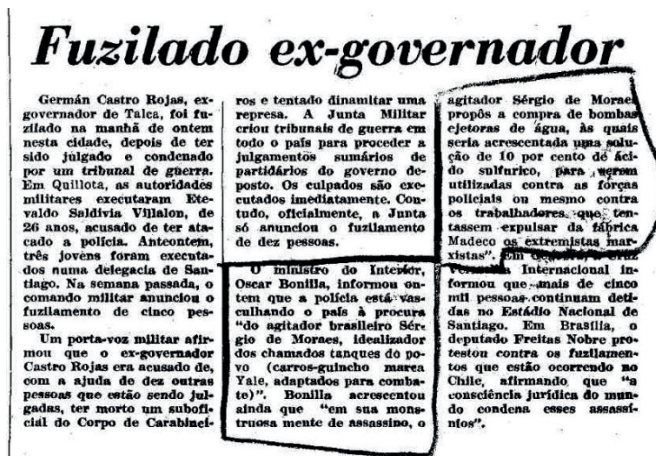 Fuzilado ex-governador
Germán Castro Rojas, ex-
governador de Talca, foi fu-
zilado na manhã de ontem
nesta cidade, depois de ter
sido julgado e condenado
por um tribunal de guerra.
Em Quillota, as autoridades
militares executaram Ete-
valdo Saldivia Villalon, de
26 anos, acusado de ter ata-
cado a polícia. Anteontem,
três jovens foram executa-
dos numa delegacia de San-
tiago. Na semana passada, o
comando militar anunciou o
fuzilamento de cinco pes-
soas.
Um porta-voz militar afir-
mou que o ex-governador
Castro Rojas era acusado de,
com a ajuda de dez outras
pessoas que estão sendo jul-
gadas, ter morto um subofi-
cial do Corpo de Carabinei-
ros e tentado dinamitar uma
represa. A Junta Militar
criou tribunais de guerra em
todo o país para proceder a
julgamentos sumários de
partidários do governo de-
posto. Os culpados são exe-
cutados imediatamente. Con-
tudo, oficialmente, a Junta
só anunciou o fuzilamento
de dez pessoas.
O ministro do Interior,
Oscar Bonilla, informou on-
tem que a polícia está vas-
culhando o país à procura
"do agitador brasileiro Sér-
gio de Moraes, idealizador
dos chamados tanques do po-
vo (carros-guincho marca
Yale, adaptados para comba-
te)". Bonilla acrescentou
ainda que "em sua mons-
truosa mente de assassino, o
agitador Sérgio de Moraes
propôs a compra de bombas
ejetoras de água, às quais
seria acrescentada uma solu-
ção de 10 por cento de áci-
do sulfurico, para serem
utilizadas contra as forças
policiais ou mesmo contra
os trabalhadores que ten-
tassem expulsar da fábrica
Madeco os extremistas mar-
xistas". Em Cruz
Internacional in-
formou que mais de cinco
mil pessoas continuam deti-
das no Estádio Nacional de
Santiago. Em Brasília, o
deputado Freitas Nobre pro-
testou contra os fuzilamen-
tos que estão ocorrendo no
Chile, afirmando que "a
consciência jurídica do mun-
do condena esses assassi-
nios".